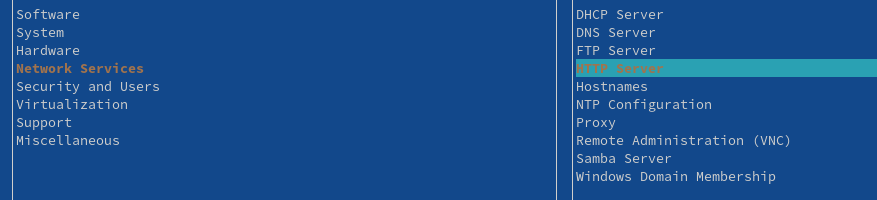 Software
System
Hardware
Network Services
Security and Users
Virtualization
Support
Miscellaneous
DHCP Server
DNS Server
FTP Server
HTTP Server
Hostnames
NTP Configuration
Proxy
Remote Administration (VNC)
Samba Server
Windows Domain Membership